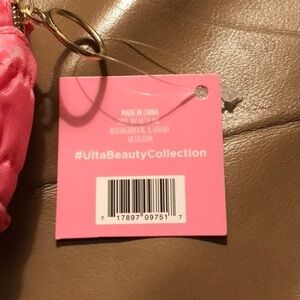 MADE IN CHINA
BOLINGBROOK, IL 60440
ULTA.COM
#UltaBeautyCollection
7 17897 09751 7